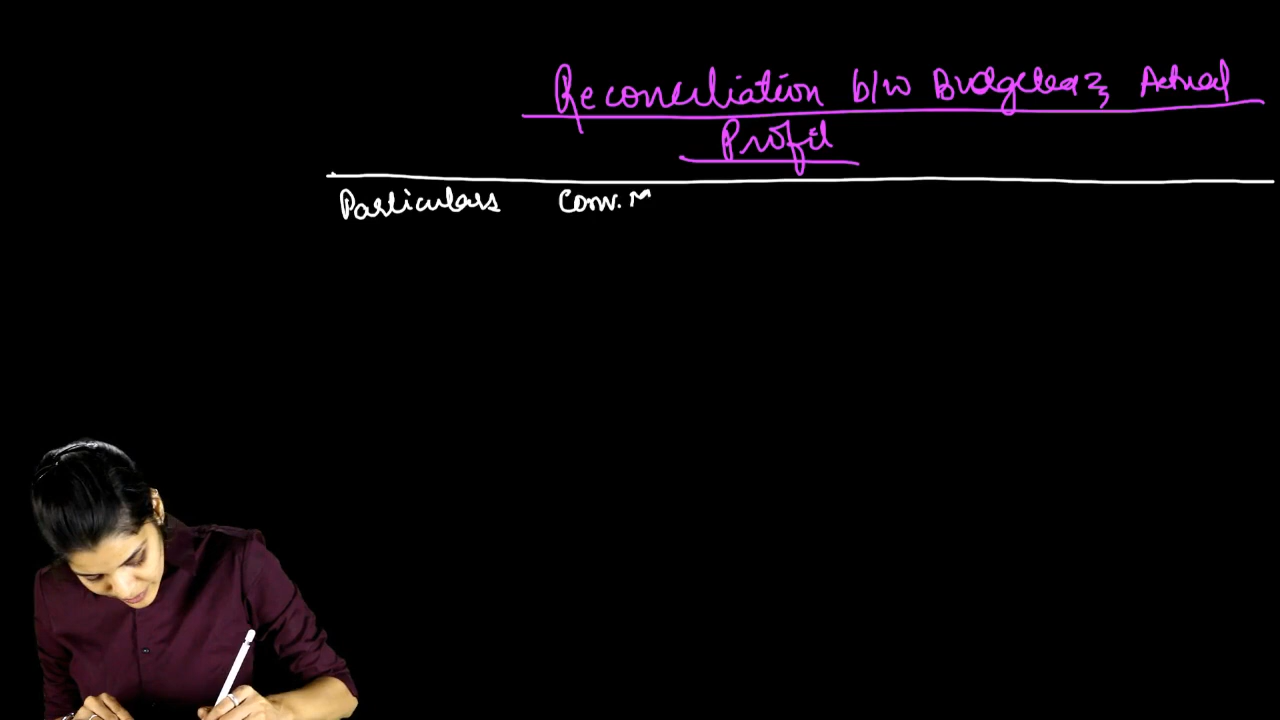 Reconciliation b/w Budgeted & Actual
Profit
Particulars Conv. M